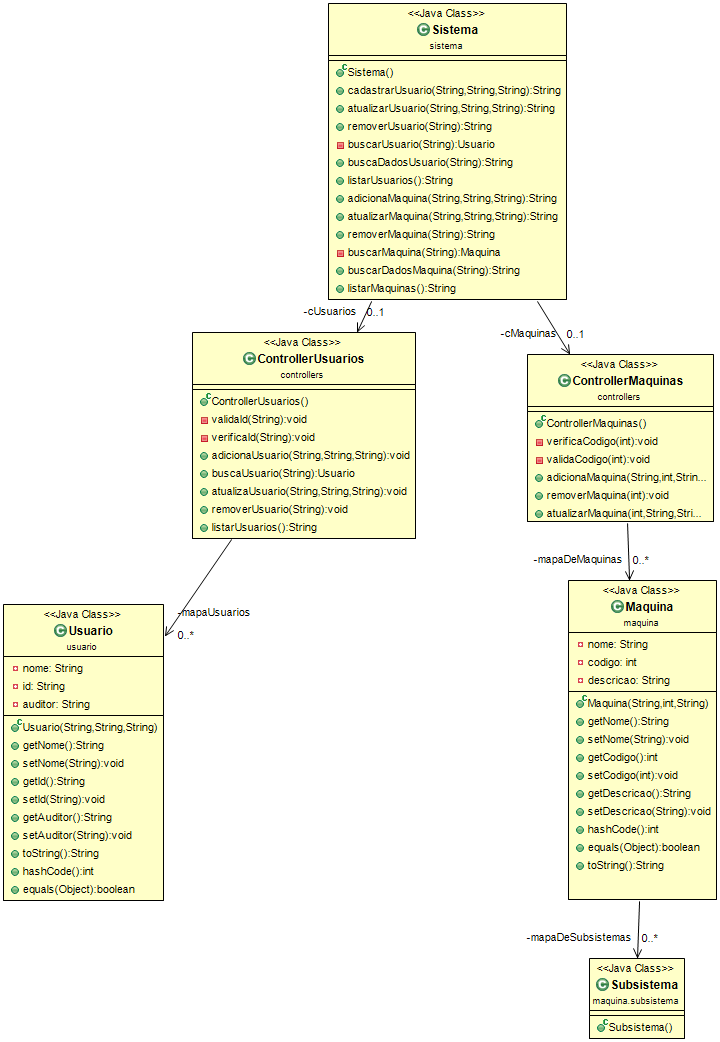 <<Java Class>>
Sistema
sistema
Sistema()
cadastrarUsuario(String,String,String):String
atualizarUsuario(String,String,String):String
removerUsuario(String):String
buscarUsuario(String):Usuario
buscaDadosUsuario(String):String
listarUsuarios():String
adicionaMaquina(String,String,String):String
atualizarMaquina(String,String,String):String
removerMaquina(String):String
buscarMaquina(String):Maquina
buscarDadosMaquina(String):String
listarMaquinas():String
-cUsuarios 0..1
-cMaquinas 0..1
<<Java Class>>
ControllerUsuarios
controllers
ControllerUsuarios()
validaId(String):void
verificaId(String):void
adicionaUsuario(String,String,String):void
buscaUsuario(String):Usuario
atualizaUsuario(String,String,String):void
removerUsuario(String):void
listarUsuarios():String
<<Java Class>>
ControllerMaquinas
controllers
ControllerMaquinas()
verificaCodigo(int):void
validaCodigo(int):void
adicionaMaquina(String,int,Strin...
removerMaquina(int):void
atualizarMaquina(int,String,Stri...
-mapaUsuarios
0..*
-mapaDeMaquinas 0..*
<<Java Class>>
Usuario
usuario
nome: String
id: String
auditor: String
Usuario(String,String,String)
getNome():String
setNome(String):void
getId():String
setId(String):void
getAuditor():String
setAuditor(String):void
toString():String
hashCode():int
equals(Object):boolean
<<Java Class>>
Maquina
maquina
nome: String
codigo: int
descricao: String
Maquina(String,int,String)
getNome():String
setNome(String):void
getCodigo():int
setCodigo(int):void
getDescricao():String
setDescricao(String):void
hashCode():int
equals(Object):boolean
toString():String
-mapaDeSubsistemas 0..*
<<Java Class>>
Subsistema
maquina.subsistema
Subsistema()